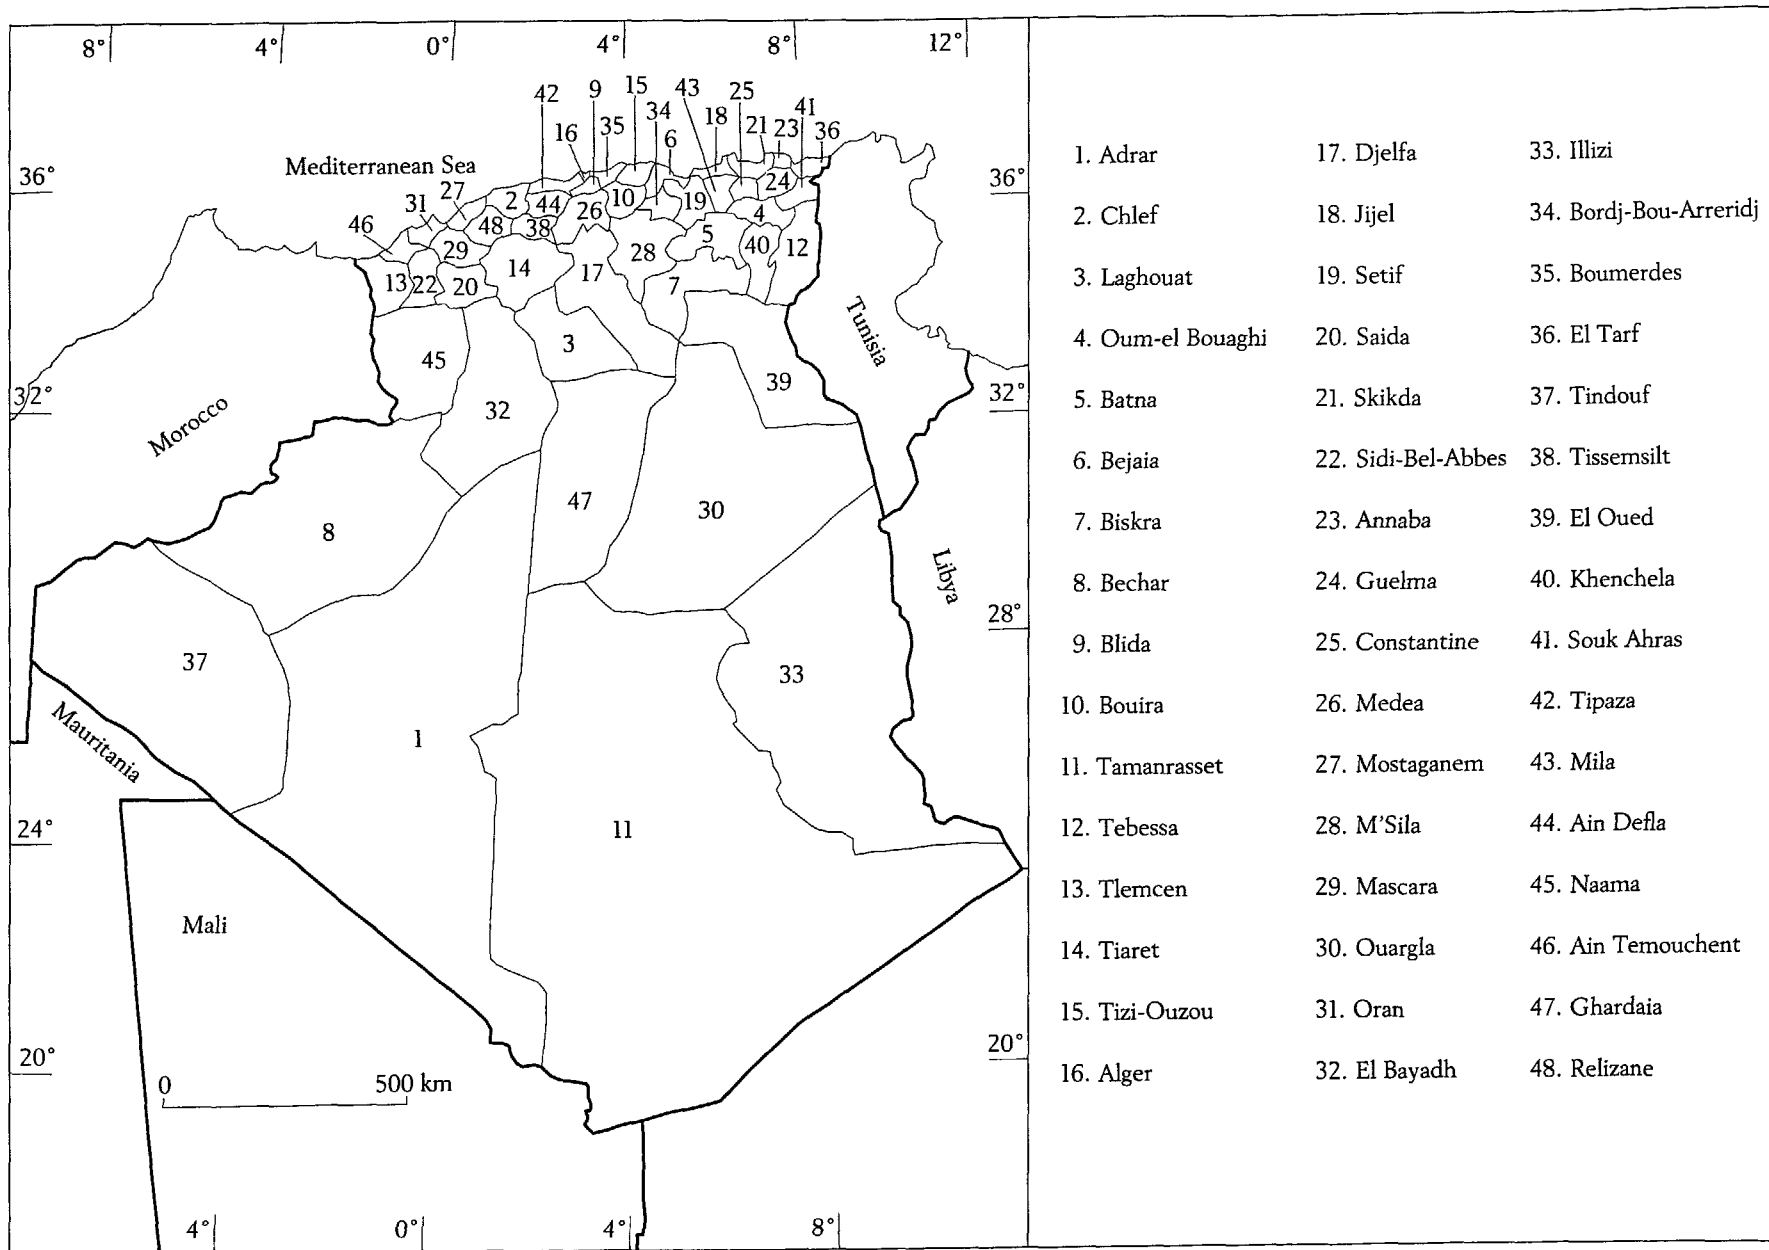 8° 4° 0° 4° 8° 12°
42 9 15 43 25 41
16 35 34 6 18 21 23 36
Mediterranean Sea
36° 36°
46 31 27 2 44 26 10 19 24
48 38 4
29 5 40 12
13 22 20 14 17 28 7
3
45 39
32° 32°
32
Morocco
Tunisia
47 30
8
Libya
28°
37 33
Mauritania
1
11
24°
Mali
20° 20°
0 500 km
4° 0° 4° 8°
1. Adrar
2. Chlef
3. Laghouat
4. Oum-el Bouaghi
5. Batna
6. Bejaia
7. Biskra
8. Bechar
9. Blida
10. Bouira
11. Tamanrasset
12. Tebessa
13. Tlemcen
14. Tiaret
15. Tizi-Ouzou
16. Alger
17. Djelfa
18. Jijel
19. Setif
20. Saida
21. Skikda
22. Sidi-Bel-Abbes
23. Annaba
24. Guelma
25. Constantine
26. Medea
27. Mostaganem
28. M'Sila
29. Mascara
30. Ouargla
31. Oran
32. El Bayadh
33. Illizi
34. Bordj-Bou-Arreridj
35. Boumerdes
36. El Tarf
37. Tindouf
38. Tissemsilt
39. El Oued
40. Khenchela
41. Souk Ahras
42. Tipaza
43. Mila
44. Ain Defla
45. Naama
46. Ain Temouchent
47. Ghardaia
48. Relizane